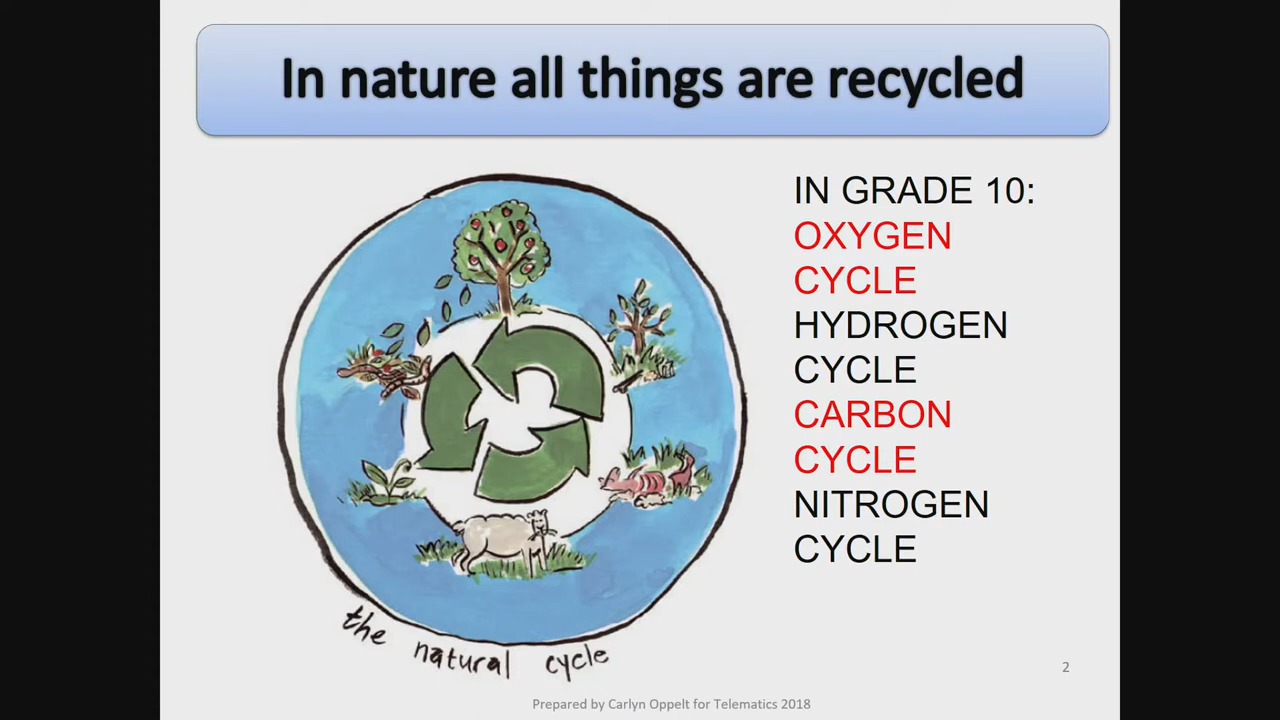 In nature all things are recycled
IN GRADE 10:
OXYGEN
CYCLE
HYDROGEN
CYCLE
CARBON
CYCLE
NITROGEN
CYCLE
the natural cycle
2
Prepared by Carlyn Oppelt for Telematics 2018